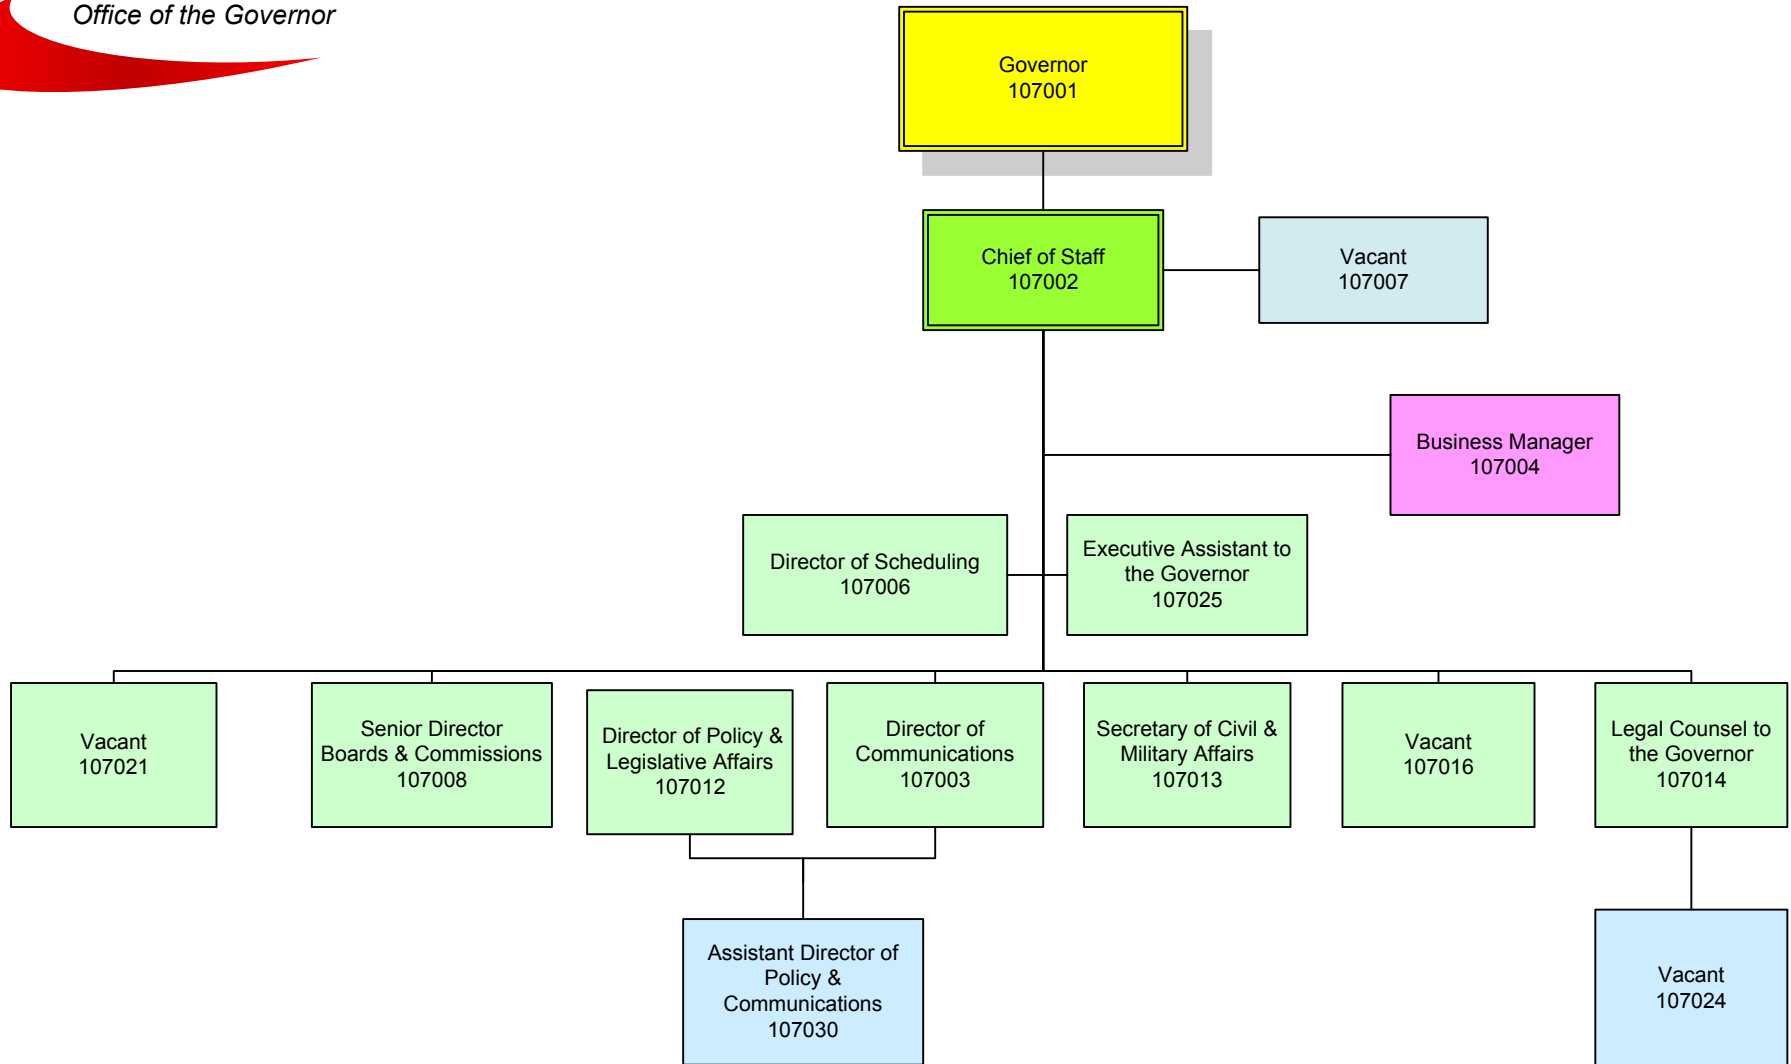 Office of the Governor
Governor
107001
Chief of Staff
107002
Vacant
107007
Business Manager
107004
Director of Scheduling
107006
Executive Assistant to
the Governor
107025
Vacant
107021
Senior Director
Boards & Commissions
107008
Director of Policy &
Legislative Affairs
107012
Director of
Communications
107003
Secretary of Civil &
Military Affairs
107013
Vacant
107016
Legal Counsel to
the Governor
107014
Assistant Director of
Policy &
Communications
107030
Vacant
107024